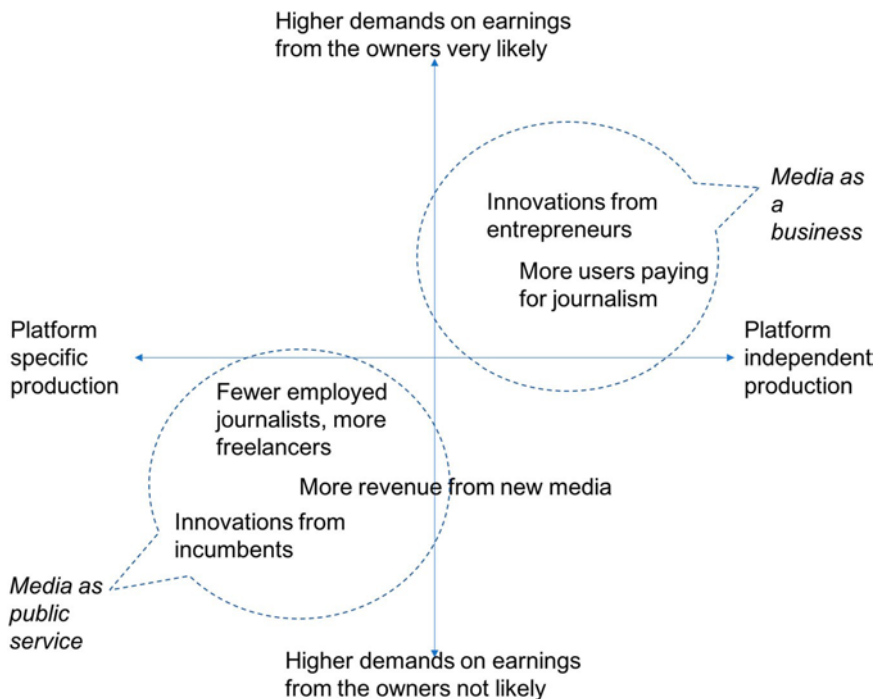 Higher demands on earnings
from the owners very likely
Innovations from
entrepreneurs
More users paying
for journalism
Media as
a
business
Platform
specific
production
Platform
independent
production
Fewer employed
journalists, more
freelancers
More revenue from new media
Innovations from
incumbents
Media as
public
service
Higher demands on earnings
from the owners not likely